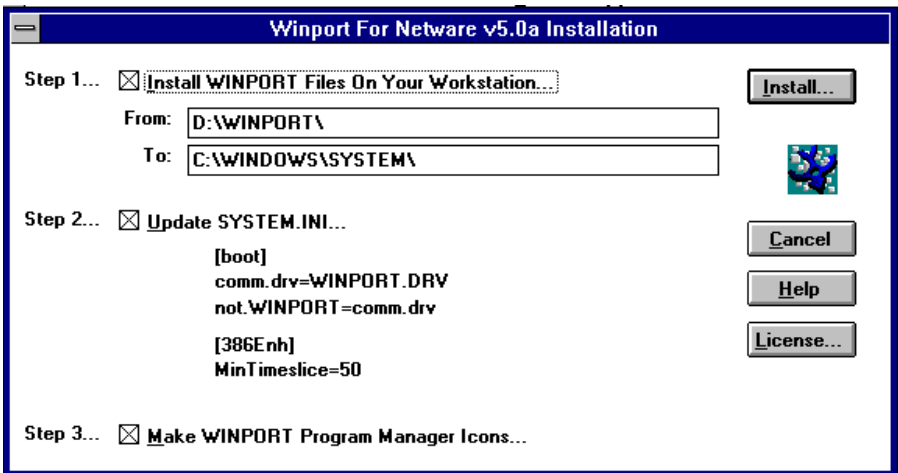 Winport For Netware v5.0a Installation
Step 1... Install WINPORT Files On Your Workstation... Install...
From: D:\WINPORT\
To: C:\WINDOWS\SYSTEM\
Step 2... Update SYSTEM.INI...
Cancel
[boot]
comm.drv=WINPORT.DRV
Help
not.WINPORT=comm.drv
[386Enh]
License...
MinTimeslice=50
Step 3... Make WINPORT Program Manager Icons...